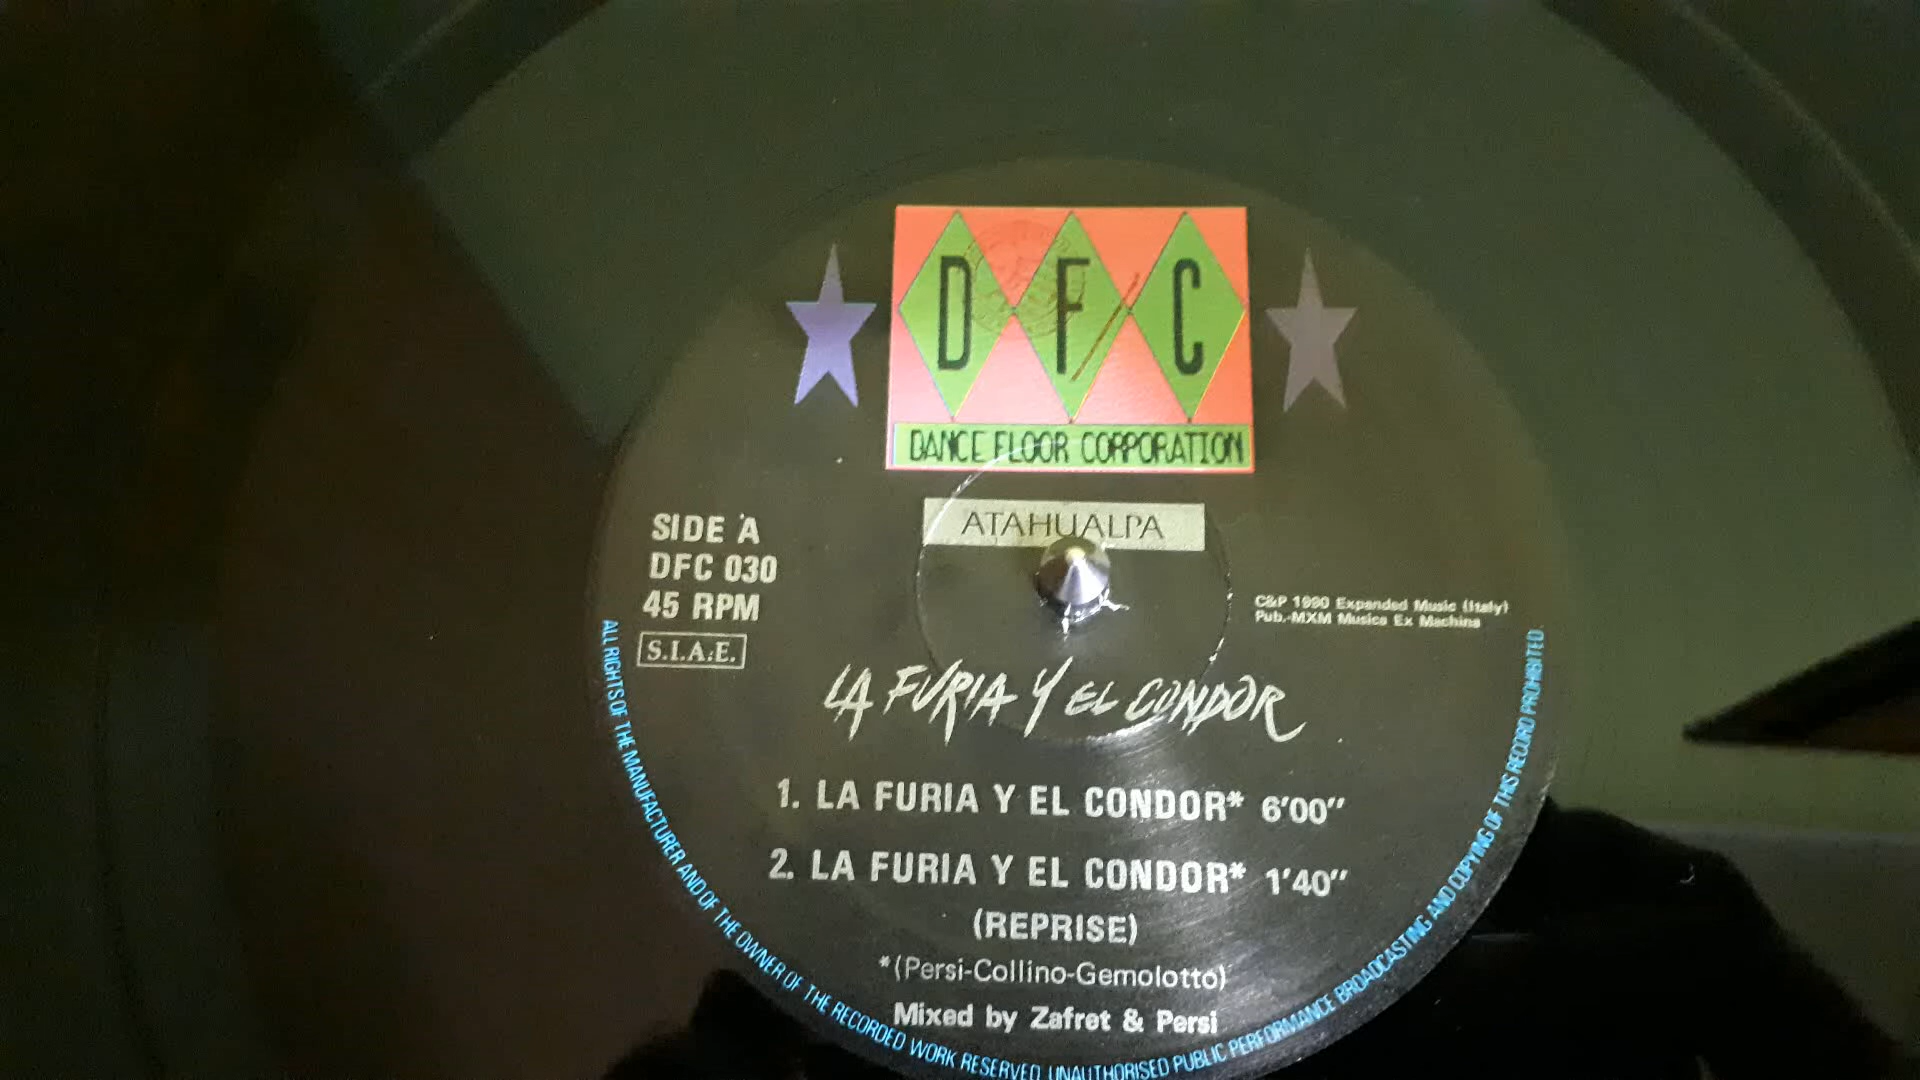 D F C
DANCE FLOOR CORPORATION
ATAHUALPA
SIDE A
DFC 030
45 RPM
S.I.A.E.
C&P 1990 Expanded Music (Italy)
Pub.-MXM Musica Ex Machina
LA FURIA Y EL CONDOR
1. LA FURIA Y EL CONDOR* 6'00"
2. LA FURIA Y EL CONDOR* 1'40"
(REPRISE)
*(Persi-Collino-Gemolotto)
Mixed by Zafret & Persi
ALL RIGHTS OF THE MANUFACTURER AND OF THE OWNER OF THE RECORDED WORK RESERVED. UNAUTHORISED PUBLIC PERFORMANCE BROADCASTING AND COPYING OF THIS RECORD PROHIBITED